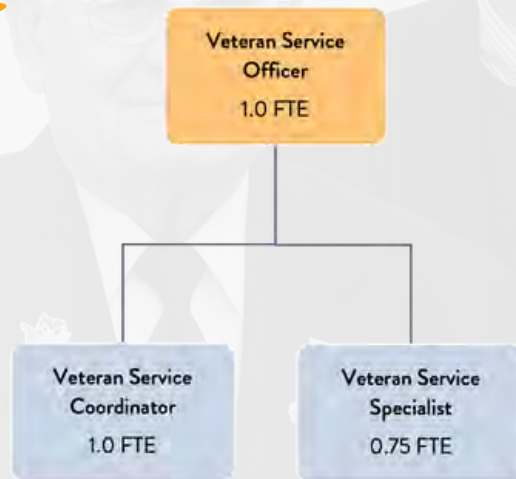 Veteran Service
Officer
1.0 FTE
Veteran Service
Coordinator
1.0 FTE
Veteran Service
Specialist
0.75 FTE